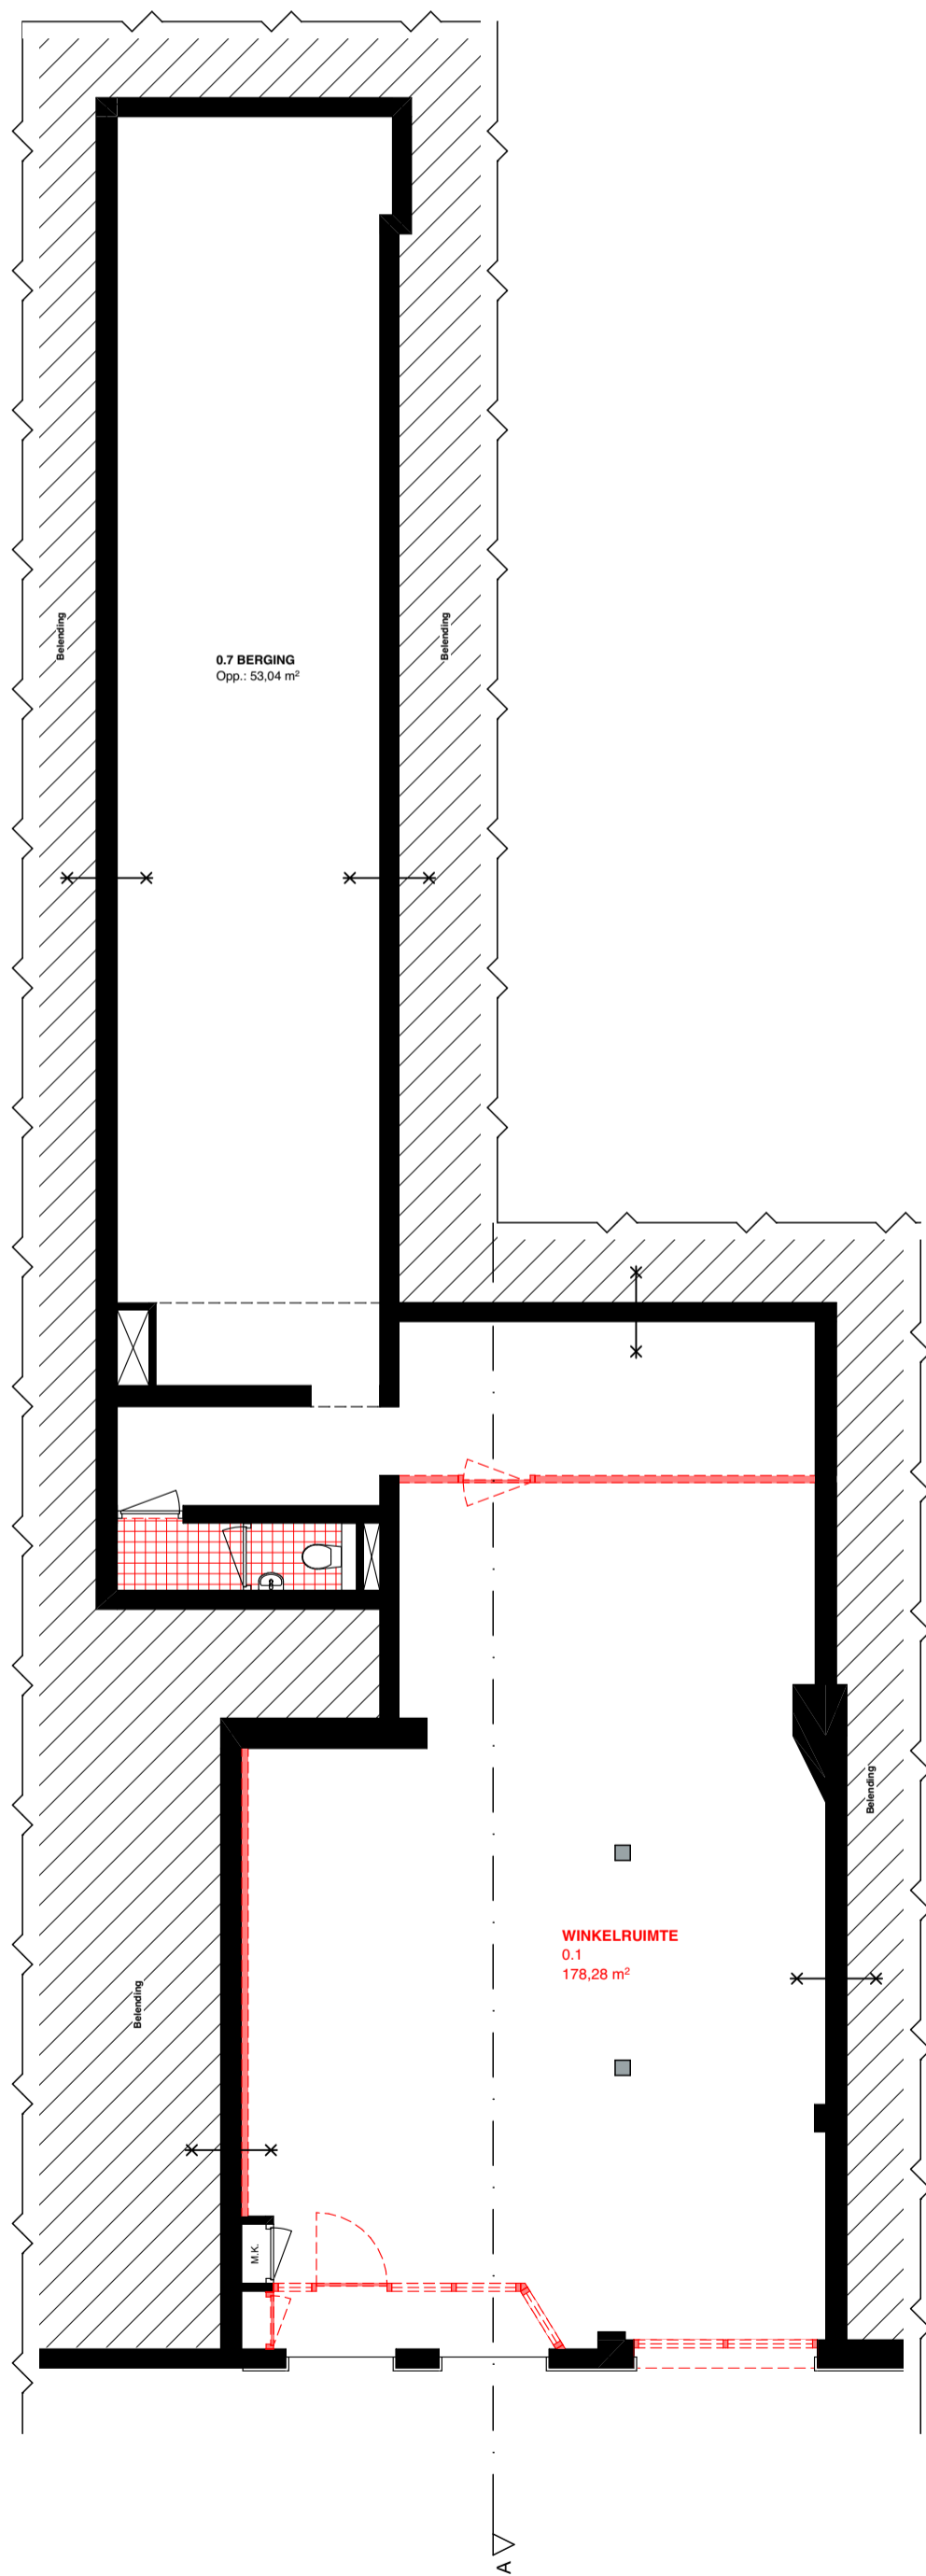 Belending
Belending
0.7 BERGING
Opp.: 53,04 m²
Belending
WINKELRUIMTE
0.1
178,28 m²
Belending
M.K.
A